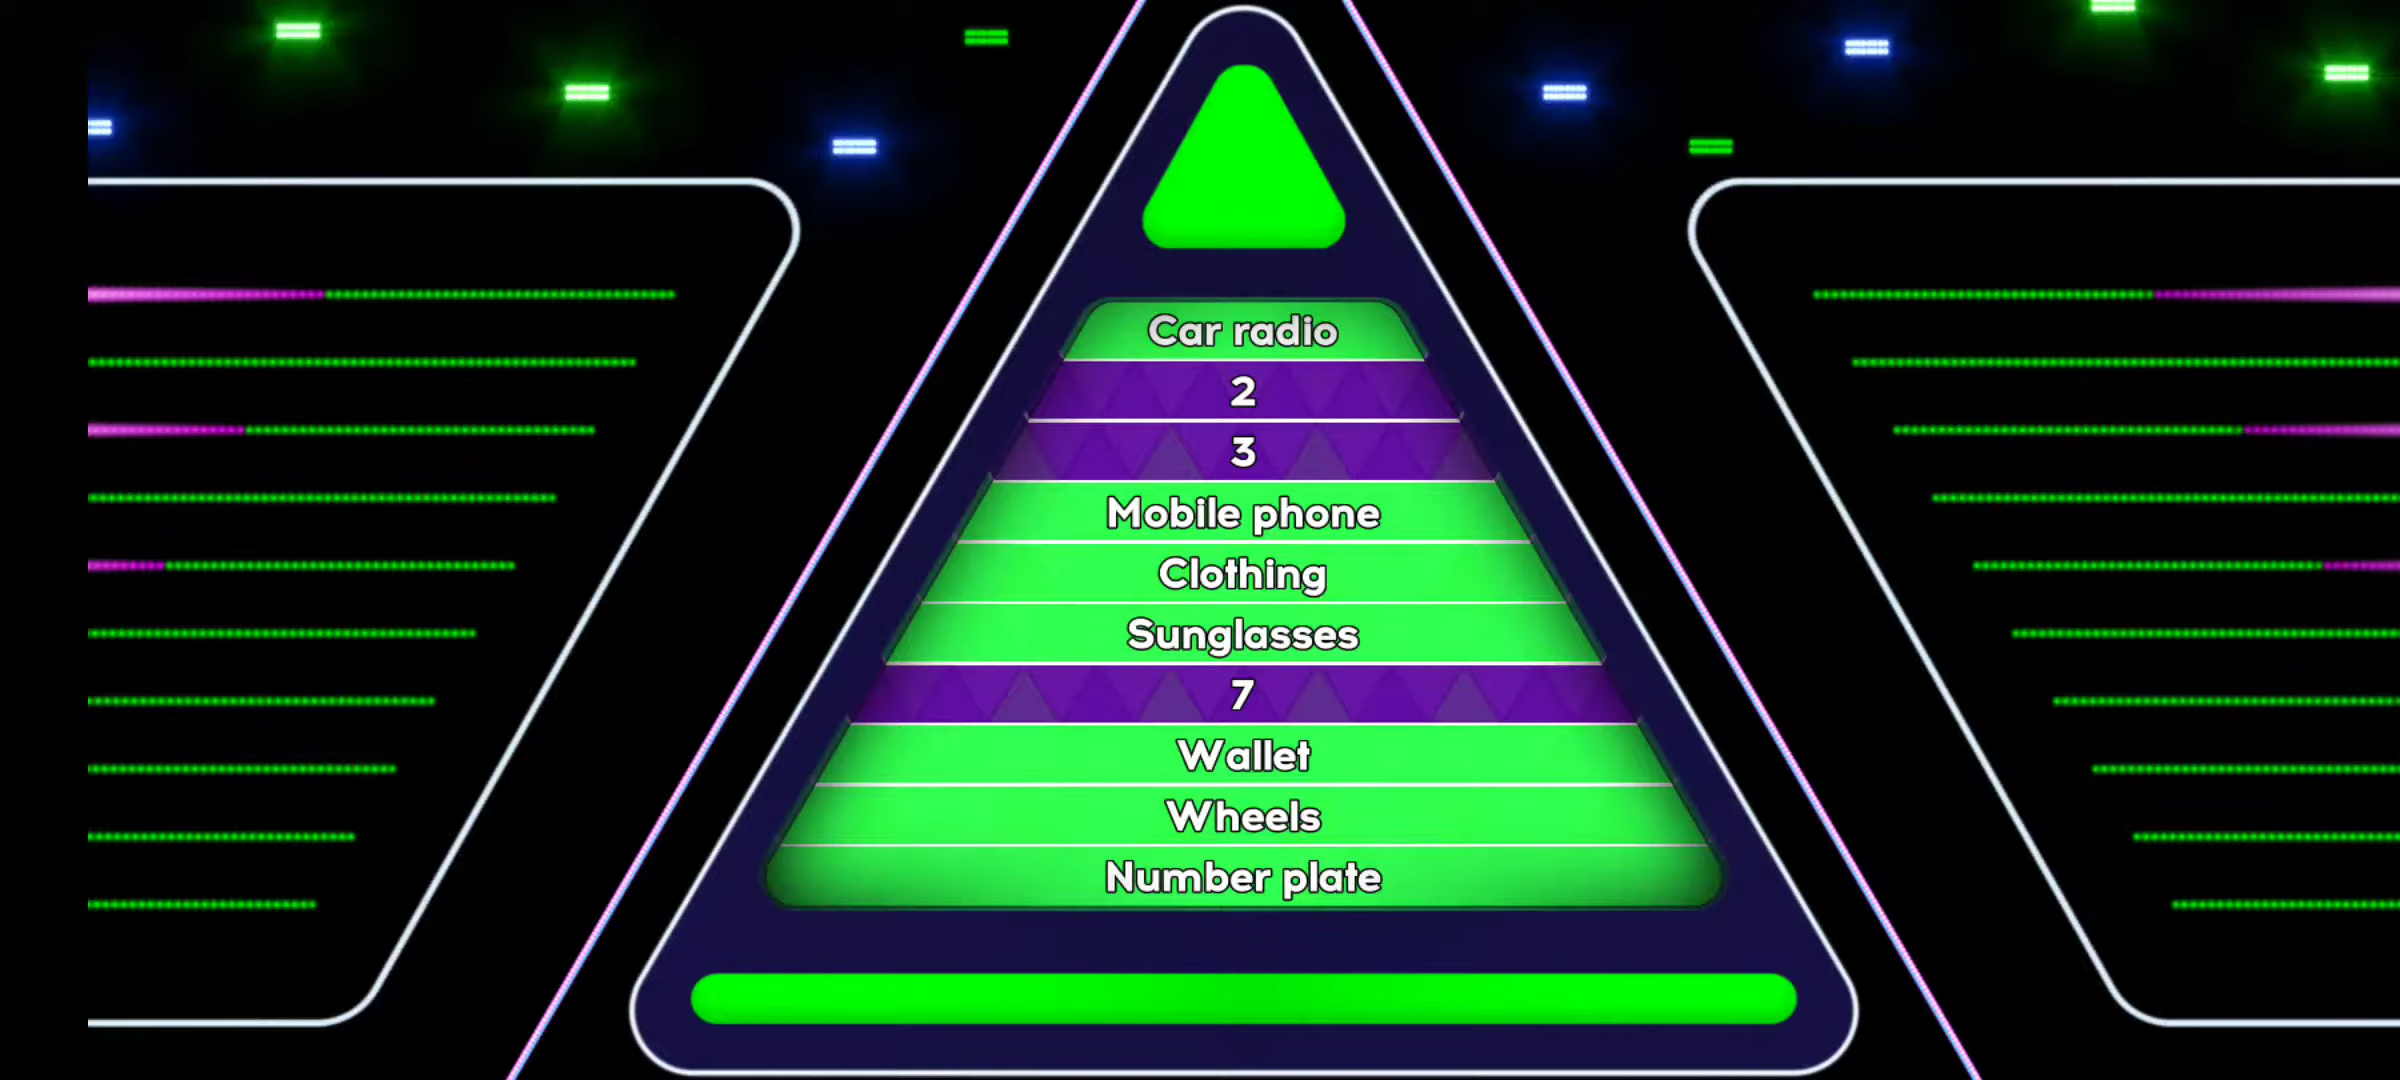 Car radio
2
3
Mobile phone
Clothing
Sunglasses
7
Wallet
Wheels
Number plate